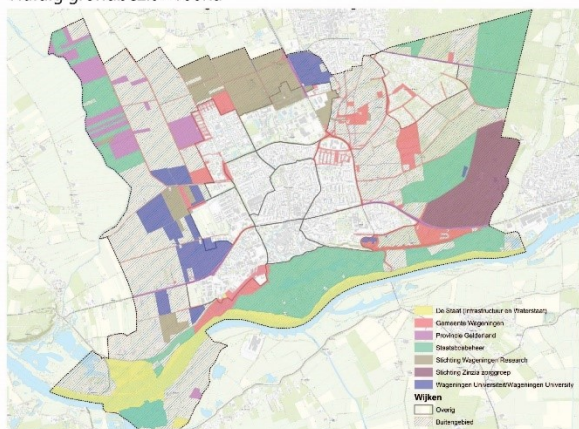 De Staat (Infrastructuur en Waterstaat)
Gemeente Wageningen
Provincie Gelderland
Staatsbosbeheer
Stichting Wageningen Research
Stichting Zinzia zorggroep
Wageningen Universiteit/Wageningen University
Wijken
Overig
Buitengebied